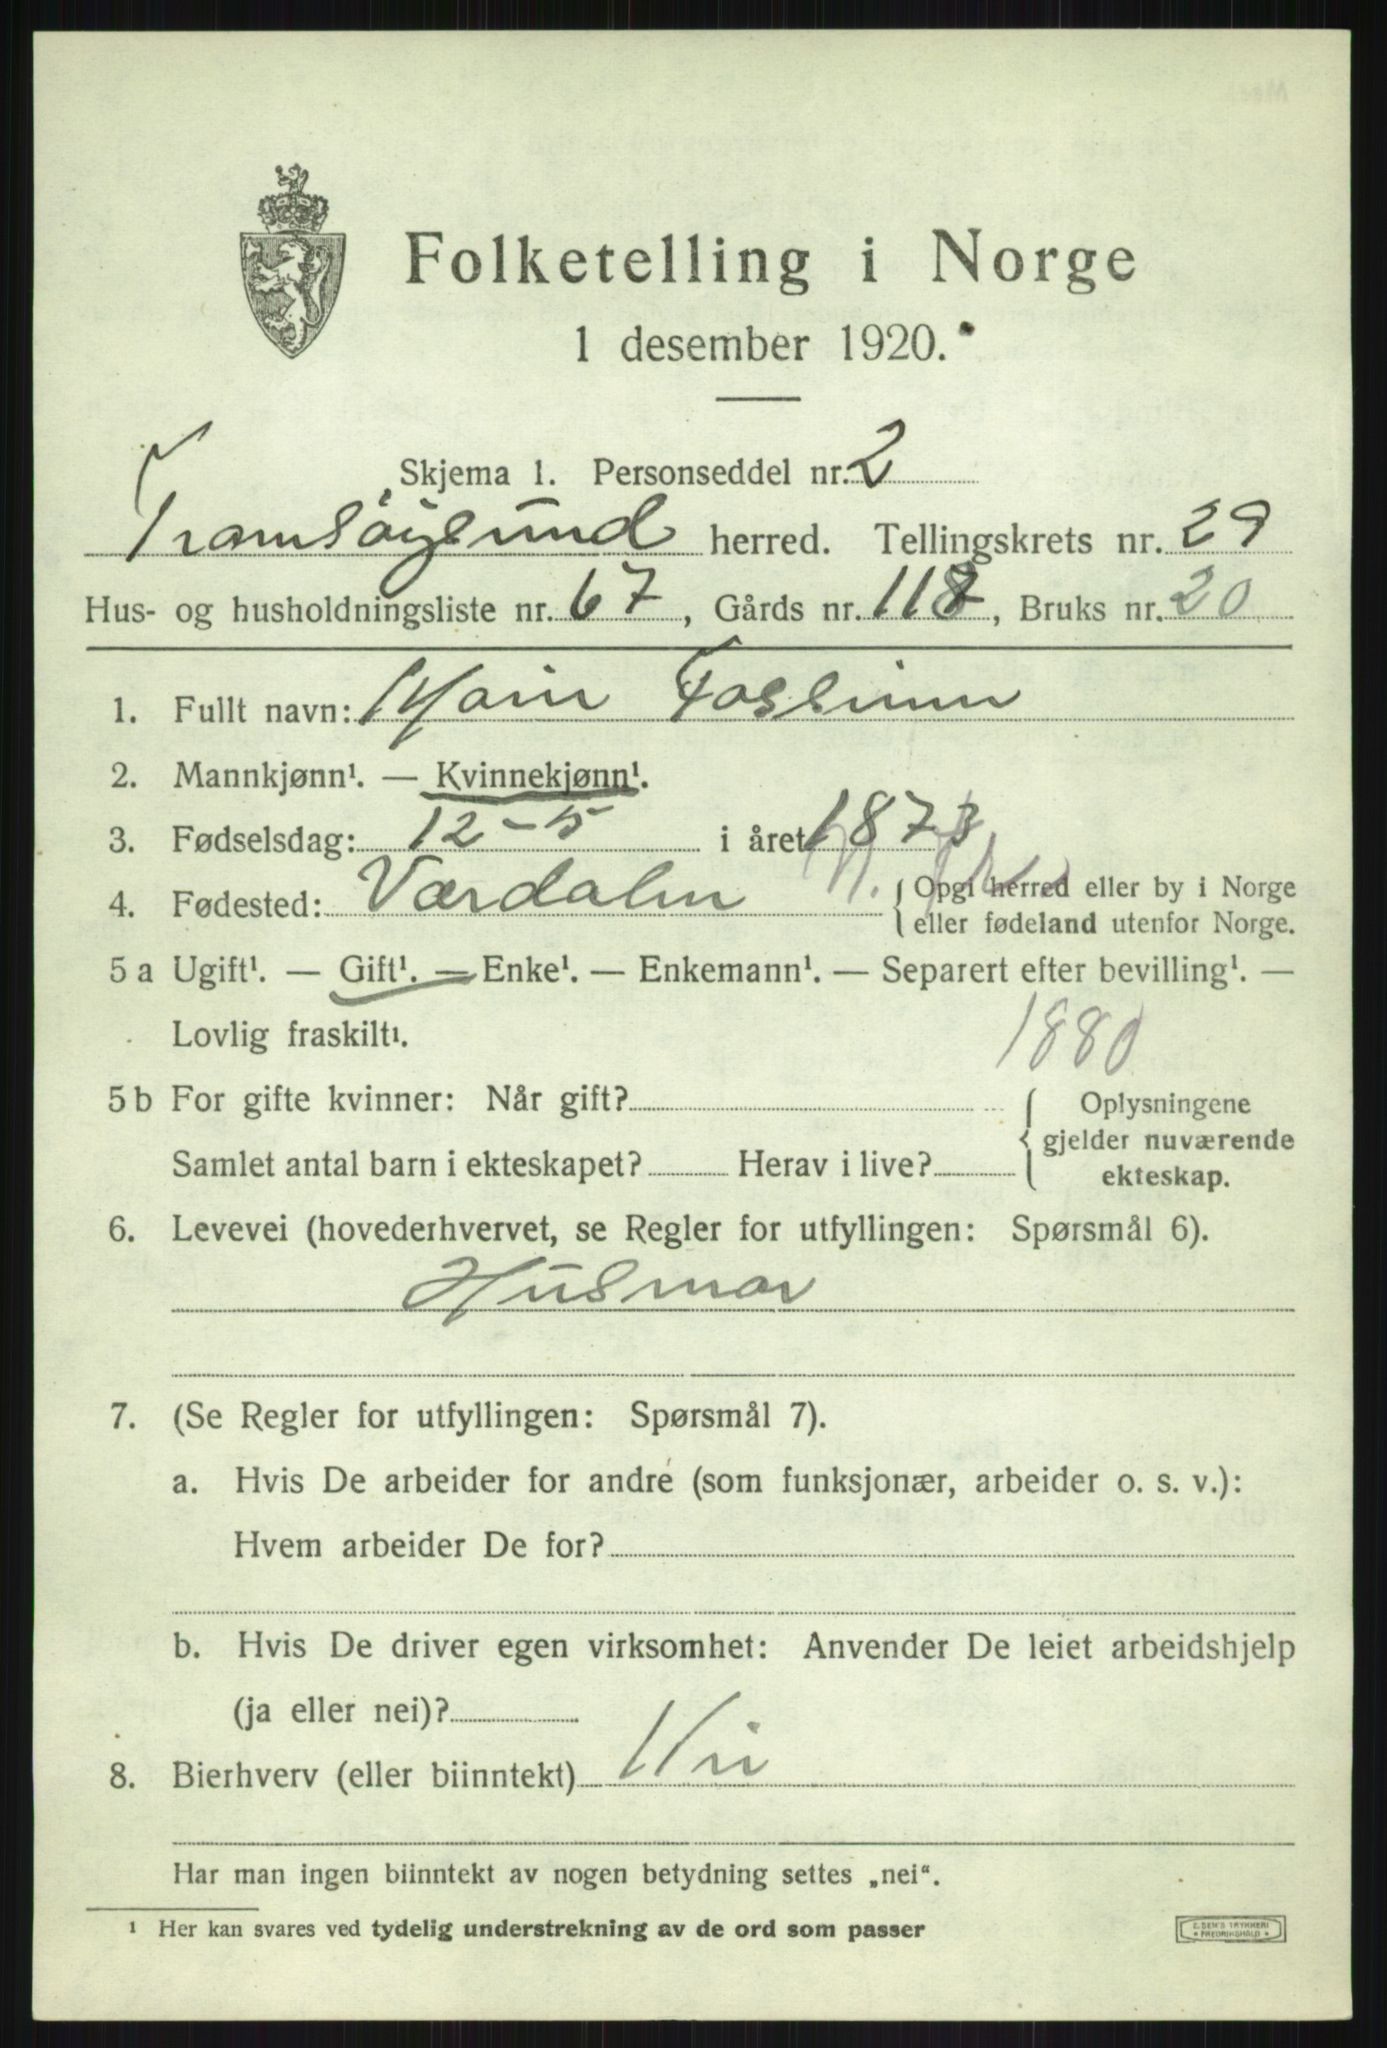 Folketelling i Norge
1 desember 1920.
Skjema 1. Personseddel nr. 2
Tromsöysund herred. Tellingskrets nr. 29
Hus- og husholdningsliste nr. 67, Gårds nr. 118, Bruks nr. 20
1. Fullt navn: Marie Fossmo
2. Mannkjønn¹. — Kvinnekjønn¹.
3. Fødselsdag: 12-5 i året 1873
4. Fødested: Værdalen N. { Opgi herred eller by i Norge
eller fødeland utenfor Norge.
5 a Ugift¹. — Gift¹. — Enke¹. — Enkemann¹. — Separert efter bevilling¹. —
Lovlig fraskilt¹.
1880
5 b For gifte kvinner: Når gift? { Oplysningene
gjelder nuværende
Samlet antal barn i ekteskapet? Herav i live?
ekteskap.
6. Levevei (hovederhvervet, se Regler for utfyllingen: Spørsmål 6).
Husmor
7. (Se Regler for utfyllingen: Spørsmål 7).
a. Hvis De arbeider for andre (som funksjonær, arbeider o. s. v.):
Hvem arbeider De for?
b. Hvis De driver egen virksomhet: Anvender De leiet arbeidshjelp
(ja eller nei)?
8. Bierhverv (eller biinntekt) Nei
Har man ingen biinntekt av nogen betydning settes „nei“.
¹ Her kan svares ved tydelig understrekning av de ord som passer
E. SEM'S TRYKKERI
* FREDRIKSHALD *